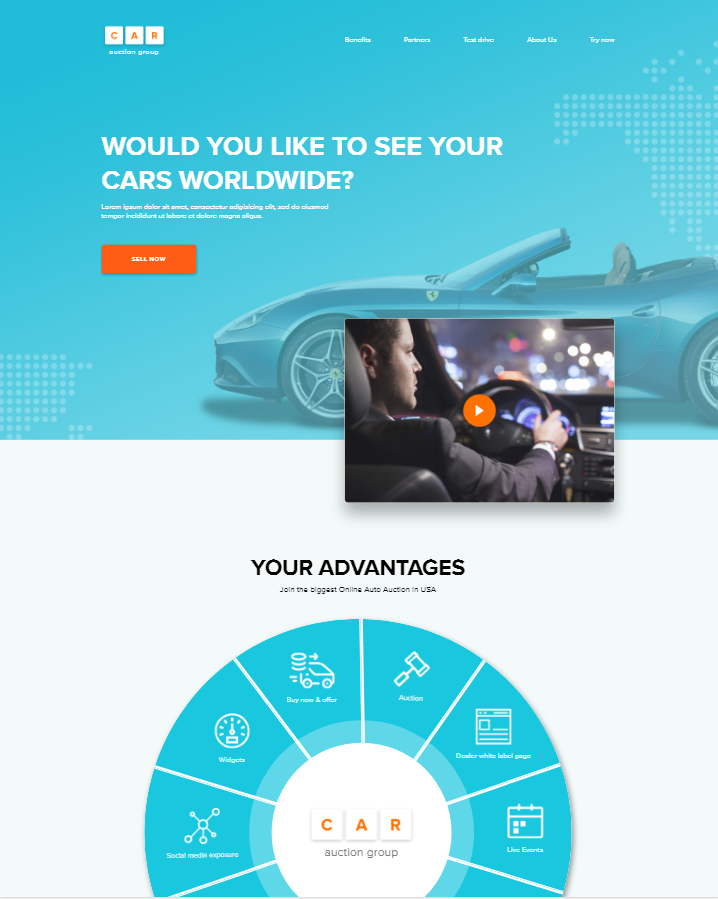 C A R
auction group
Benefits Partners Test drive About Us Try now
WOULD YOU LIKE TO SEE YOUR
CARS WORLDWIDE?
Lorem ipsum dolor sit amet, consectetur adipisicing elit, sed do eiusmod
tempor incididunt ut labore et dolore magna aliqua.
SELL NOW
YOUR ADVANTAGES
Join the biggest Online Auto Auction in USA
Buy now & offer
Auction
Widgets
Dealer white label page
Social media exposure
Live Events
C A R
auction group